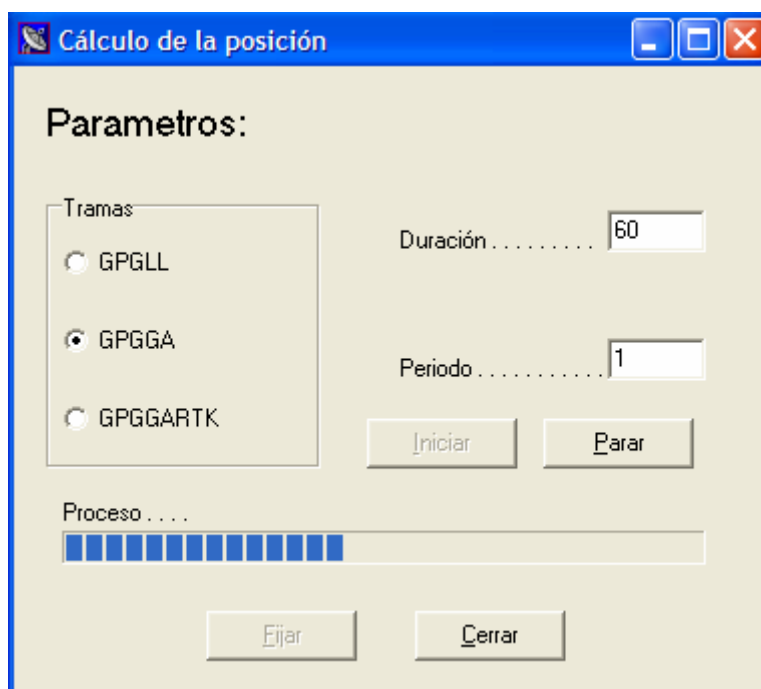 Cálculo de la posición
Parametros:
Tramas
GPGLL
GPGGA
GPGGARTK
Duración . . . . . . . . . 60
Periodo . . . . . . . . . . . 1
Iniciar
Parar
Proceso . . . .
Fijar
Cerrar